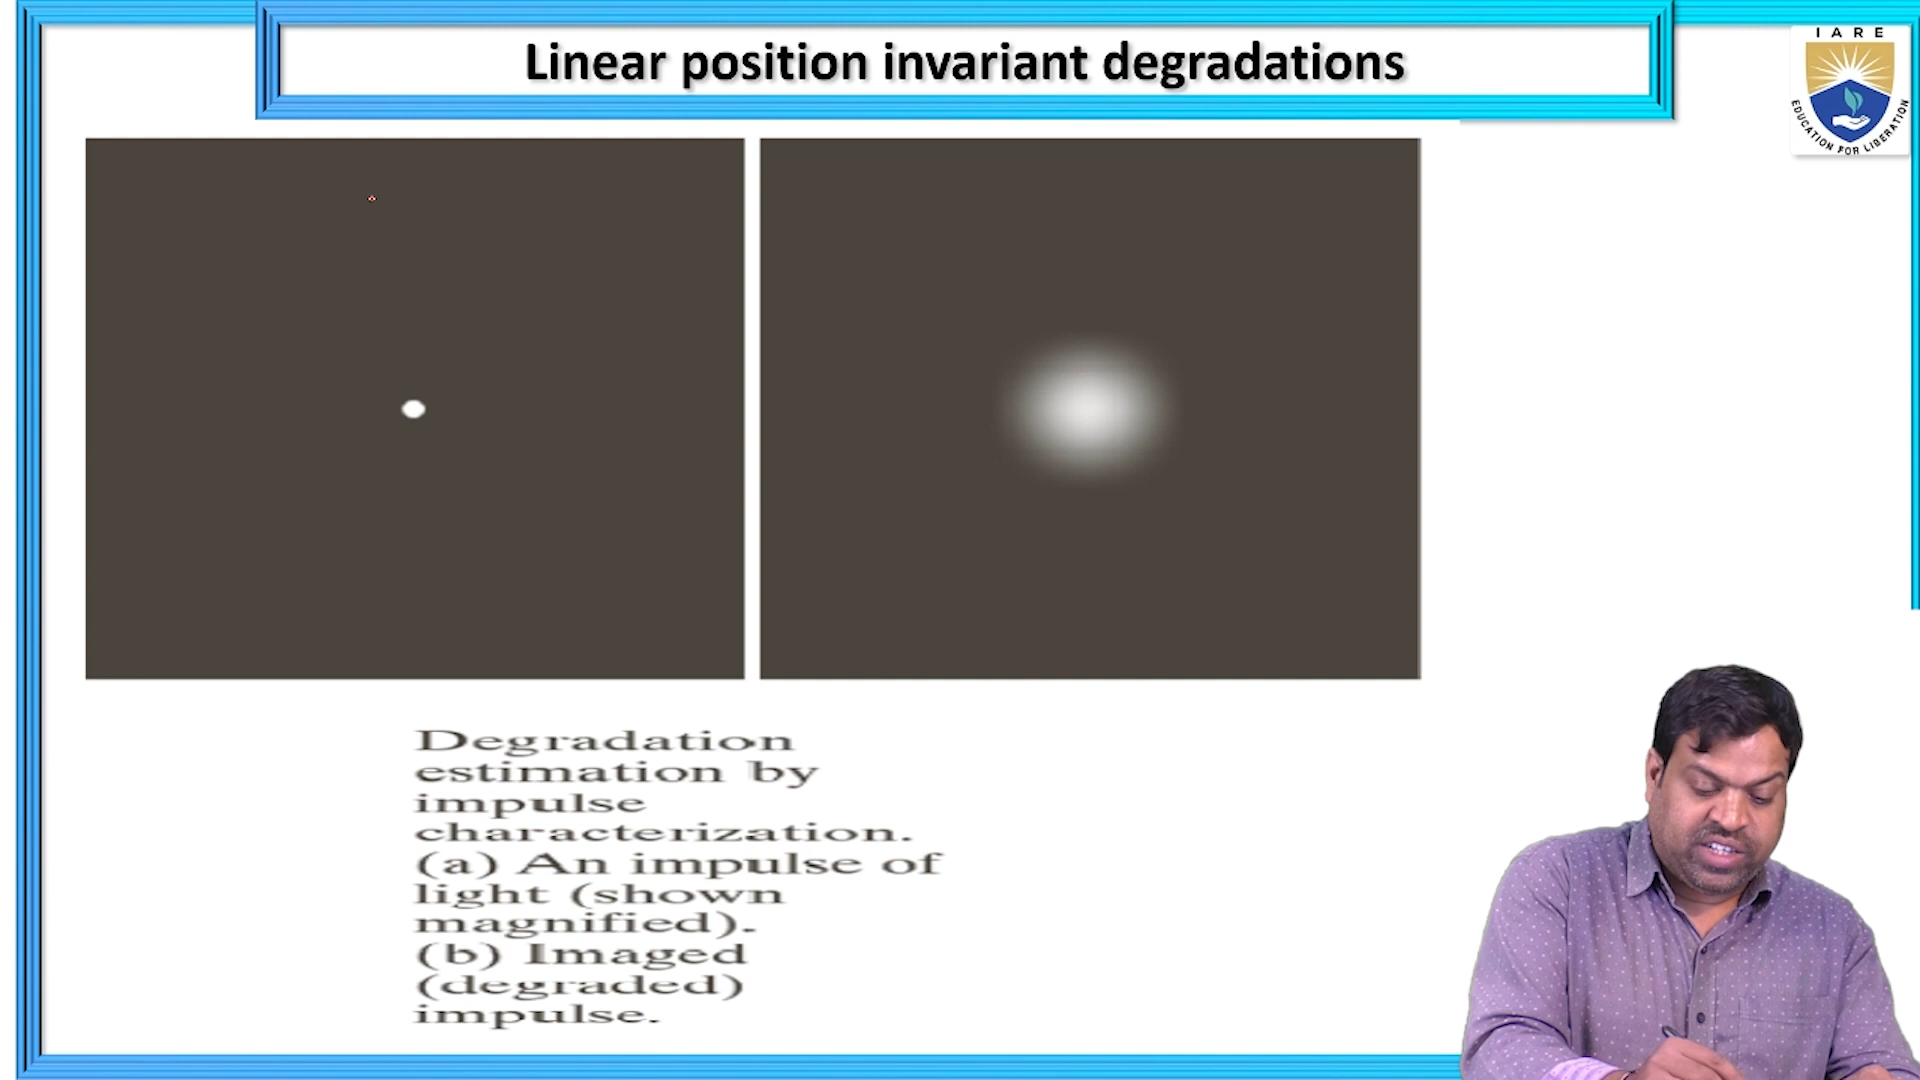 Linear position invariant degradations
IARE
EDUCATION FOR LIBERATION
Degradation
estimation by
impulse
characterization.
(a) An impulse of
light (shown
magnified).
(b) Imaged
(degraded)
impulse.